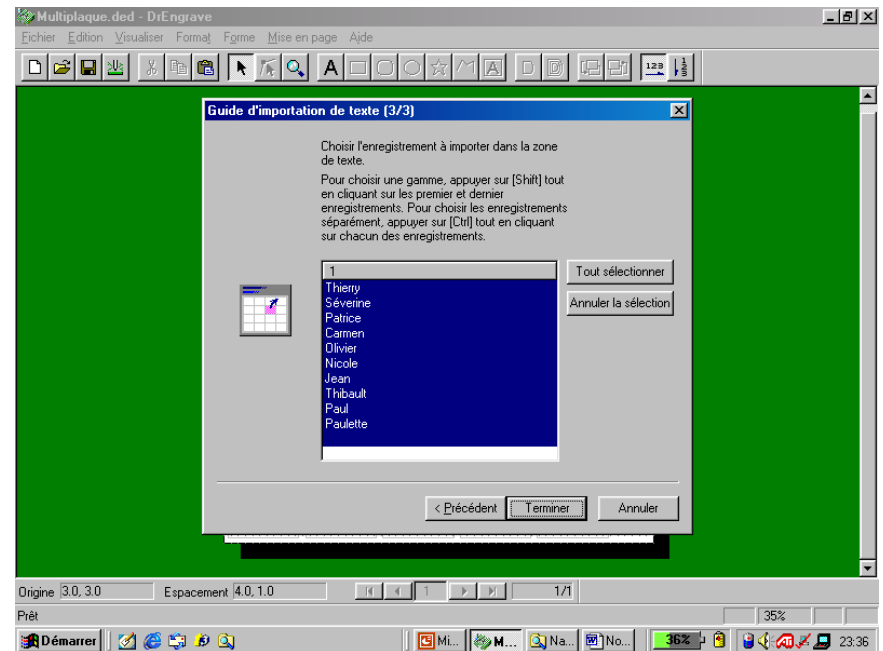 Multiplaque.ded - DrEngrave
Fichier Edition Visualiser Format Forme Mise en page Aide
A A D D 123 123
Guide d'importation de texte (3/3)
Choisir l'enregistrement à importer dans la zone
de texte.
Pour choisir une gamme, appuyer sur [Shift] tout
en cliquant sur les premier et dernier
enregistrements. Pour choisir les enregistrements
séparément, appuyer sur [Ctrl] tout en cliquant
sur chacun des enregistrements.
1
Tout sélectionner
Thierry
Séverine
Annuler la sélection
Patrice
Carmen
Olivier
Nicole
Jean
Thibault
Paul
Paulette
< Précédent Terminer Annuler
Origine 3.0, 3.0 Espacement 4.0, 1.0 1 1/1
Prêt 35%
Démarrer Mi... M... Na... No... 36% ATI 23:36